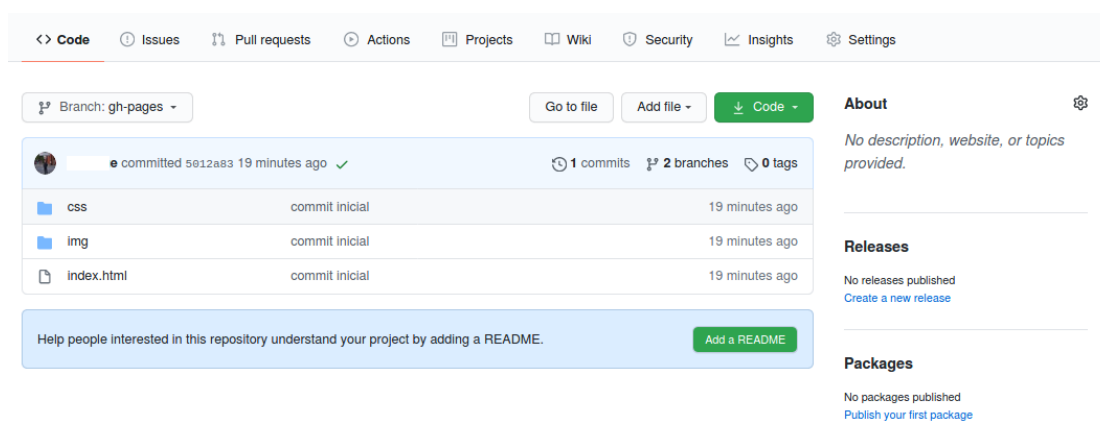 Code Issues Pull requests Actions Projects Wiki Security Insights Settings
Branch: gh-pages Go to file Add file Code
e committed 5012a83 19 minutes ago 1 commits 2 branches 0 tags
css commit inicial 19 minutes ago
img commit inicial 19 minutes ago
index.html commit inicial 19 minutes ago
Help people interested in this repository understand your project by adding a README. Add a README
About
No description, website, or topics
provided.
Releases
No releases published
Create a new release
Packages
No packages published
Publish your first package